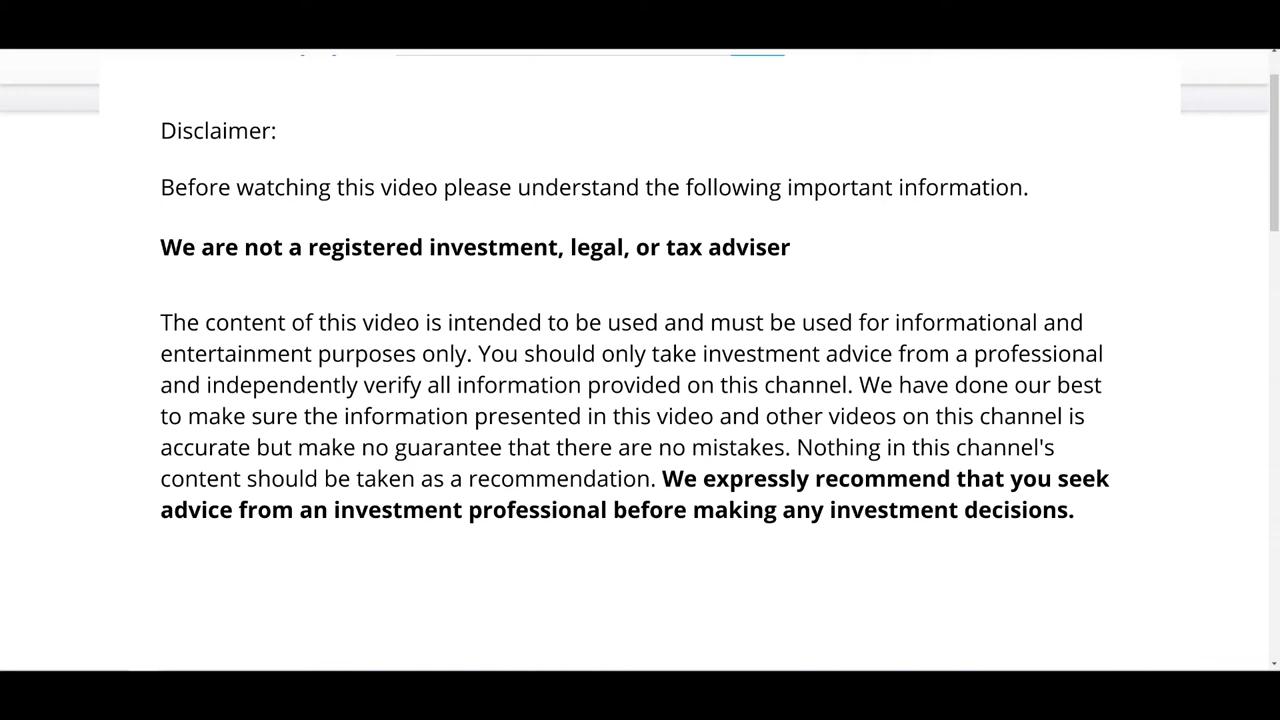 Disclaimer:
Before watching this video please understand the following important information.
We are not a registered investment, legal, or tax adviser
The content of this video is intended to be used and must be used for informational and
entertainment purposes only. You should only take investment advice from a professional
and independently verify all information provided on this channel. We have done our best
to make sure the information presented in this video and other videos on this channel is
accurate but make no guarantee that there are no mistakes. Nothing in this channel's
content should be taken as a recommendation. We expressly recommend that you seek
advice from an investment professional before making any investment decisions.